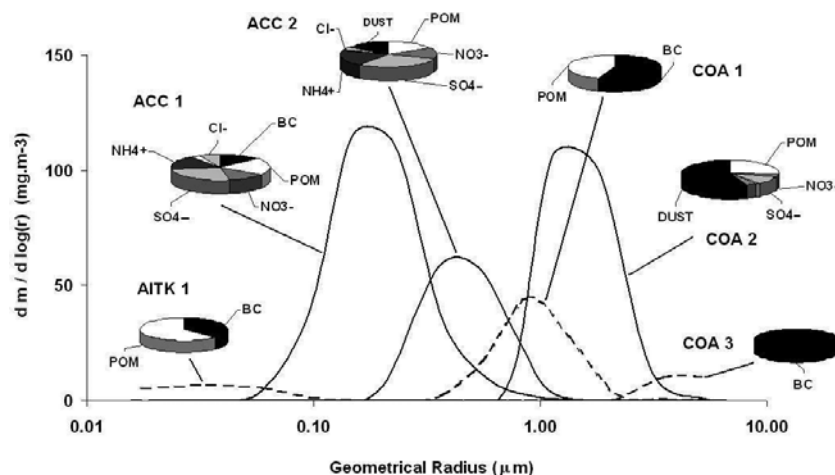 ACC 2
Cl-
DUST
POM
NO3-
SO4--
NH4+
COA 1
BC
POM
ACC 1
Cl-
BC
NH4+
POM
NO3-
SO4--
POM
NO3-
SO4--
DUST
COA 2
AITK 1
BC
POM
COA 3
BC
d m / d log(r) (mg.m-3)
150
100
50
0
0.01
0.10
1.00
10.00
Geometrical Radius (μm)